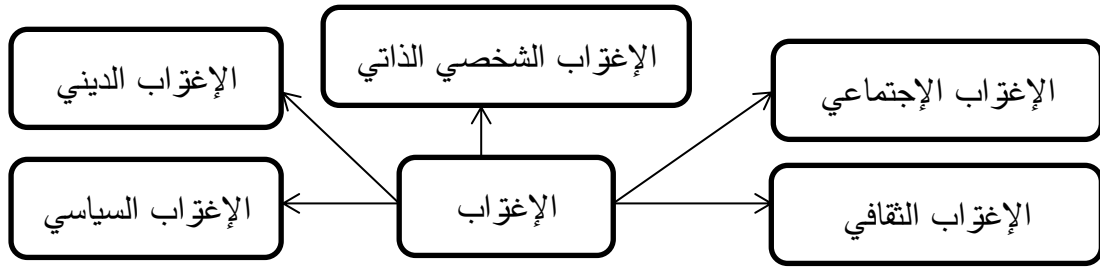 الإغتراب الشخصي الذاتي
الإغتراب الإجتماعي
الإغتراب الديني
الإغتراب الثقافي
الإغتراب
الإغتراب السياسي